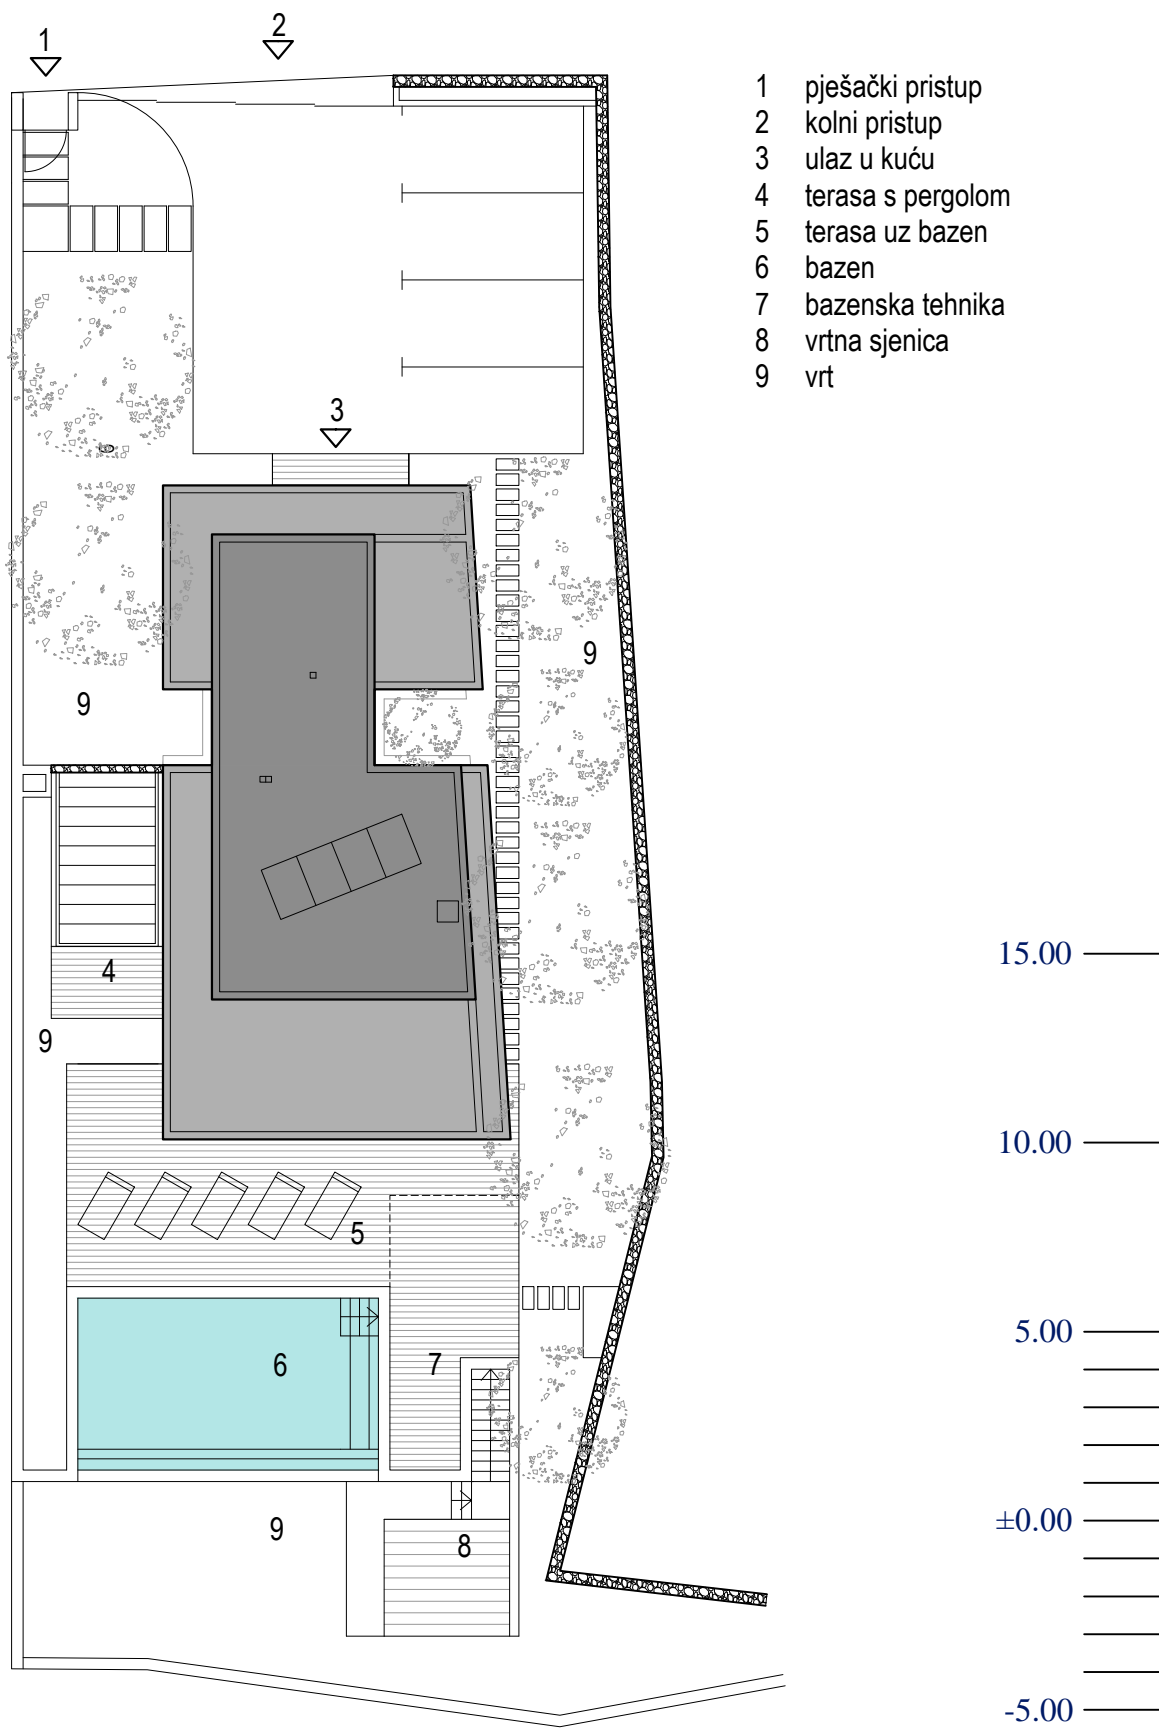 1
2
1 pješački pristup
2 kolni pristup
3 ulaz u kuću
4 terasa s pergolom
5 terasa uz bazen
6 bazen
7 bazenska tehnika
8 vrtna sjenica
9 vrt
3
9
9
15.00
4
9
10.00
5
5.00
6
7
±0.00
9
8
-5.00